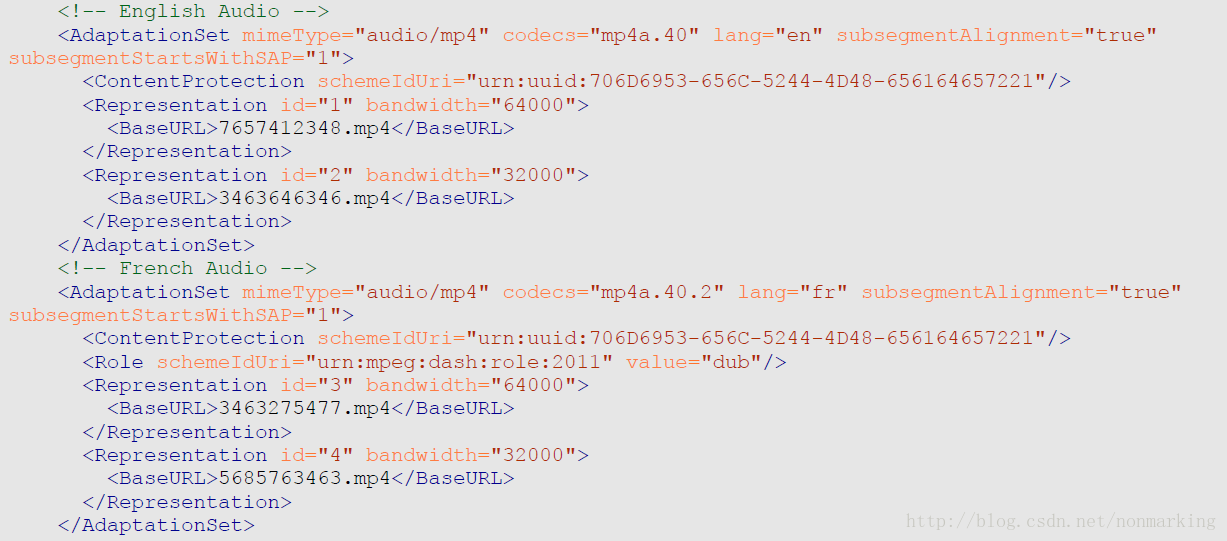 <!-- English Audio -->
<AdaptationSet mimeType="audio/mp4" codecs="mp4a.40" lang="en" subsegmentAlignment="true"
subsegmentStartsWithSAP="1">
<ContentProtection schemeIdUri="urn:uuid:706D6953-656C-5244-4D48-656164657221"/>
<Representation id="1" bandwidth="64000">
<BaseURL>7657412348.mp4</BaseURL>
</Representation>
<Representation id="2" bandwidth="32000">
<BaseURL>3463646346.mp4</BaseURL>
</Representation>
</AdaptationSet>
<!-- French Audio -->
<AdaptationSet mimeType="audio/mp4" codecs="mp4a.40.2" lang="fr" subsegmentAlignment="true"
subsegmentStartsWithSAP="1">
<ContentProtection schemeIdUri="urn:uuid:706D6953-656C-5244-4D48-656164657221"/>
<Role schemeIdUri="urn:mpeg:dash:role:2011" value="dub"/>
<Representation id="3" bandwidth="64000">
<BaseURL>3463275477.mp4</BaseURL>
</Representation>
<Representation id="4" bandwidth="32000">
<BaseURL>5685763463.mp4</BaseURL>
</Representation>
</AdaptationSet>
http://blog.csdn.net/nonmarking